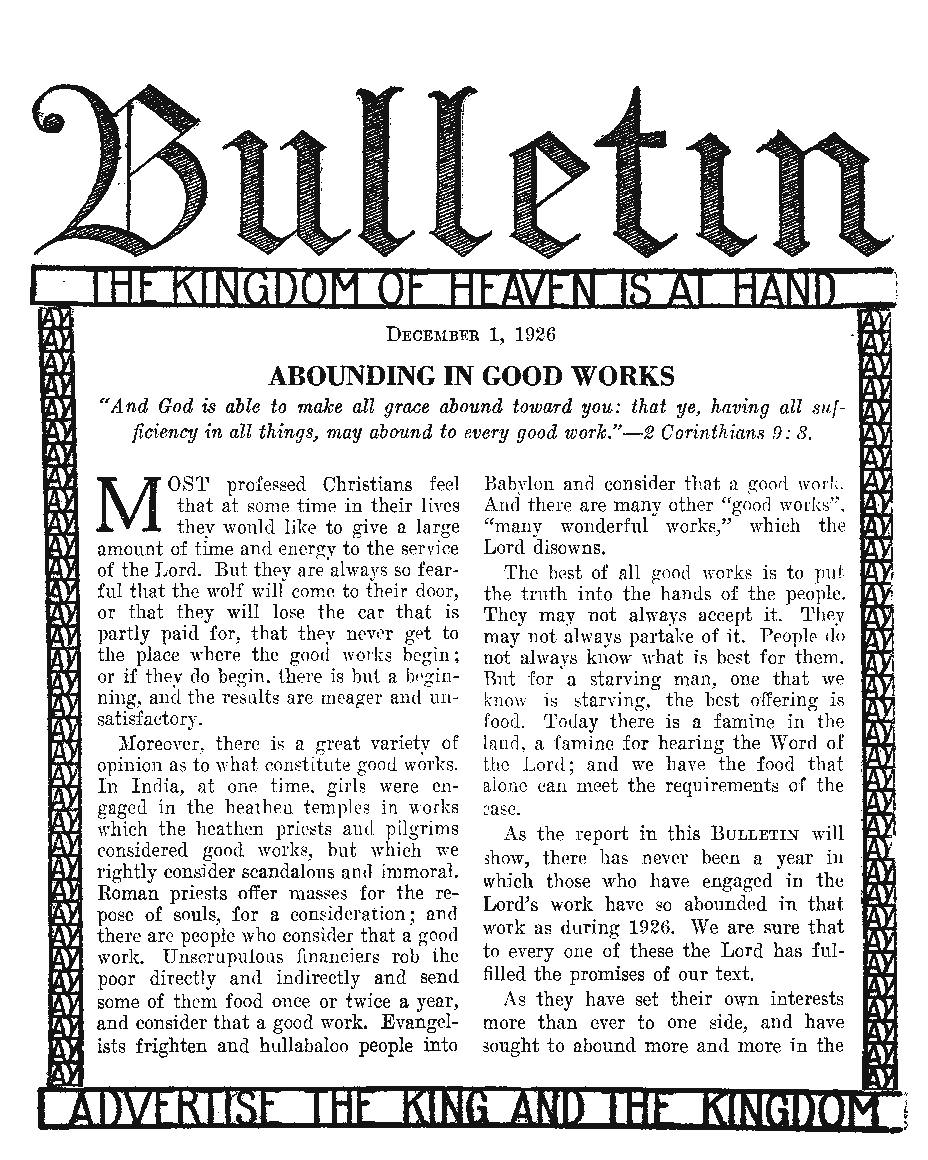 Bulletin
THE KINGDOM OF HEAVEN IS AT HAND
DECEMBER 1, 1926
ABOUNDING IN GOOD WORKS
“And God is able to make all grace abound toward you: that ye, having all suf-
ficiency in all things, may abound to every good work.”—2 Corinthians 9: 8.
MOST professed Christians feel
that at some time in their lives
they would like to give a large
amount of time and energy to the service
of the Lord. But they are always so fear-
ful that the wolf will come to their door,
or that they will lose the car that is
partly paid for, that they never get to
the place where the good works begin;
or if they do begin, there is but a begin-
ning, and the results are meager and un-
satisfactory.
Moreover, there is a great variety of
opinion as to what constitute good works.
In India, at one time, girls were en-
gaged in the heathen temples in works
which the heathen priests and pilgrims
considered good works, but which we
rightly consider scandalous and immoral.
Roman priests offer masses for the re-
pose of souls, for a consideration; and
there are people who consider that a good
work. Unscrupulous financiers rob the
poor directly and indirectly and send
some of them food once or twice a year,
and consider that a good work. Evangel-
ists frighten and hullabaloo people into
Babylon and consider that a good work.
And there are many other “good works”,
“many wonderful works,” which the
Lord disowns.
The best of all good works is to put
the truth into the hands of the people.
They may not always accept it. They
may not always partake of it. People do
not always know what is best for them.
But for a starving man, one that we
know is starving, the best offering is
food. Today there is a famine in the
land, a famine for hearing the Word of
the Lord; and we have the food that
alone can meet the requirements of the
case.
As the report in this BULLETIN will
show, there has never been a year in
which those who have engaged in the
Lord’s work have so abounded in that
work as during 1926. We are sure that
to every one of these the Lord has ful-
filled the promises of our text.
As they have set their own interests
more than ever to one side, and have
sought to abound more and more in the
ADVERTISE THE KING AND THE KINGDOM